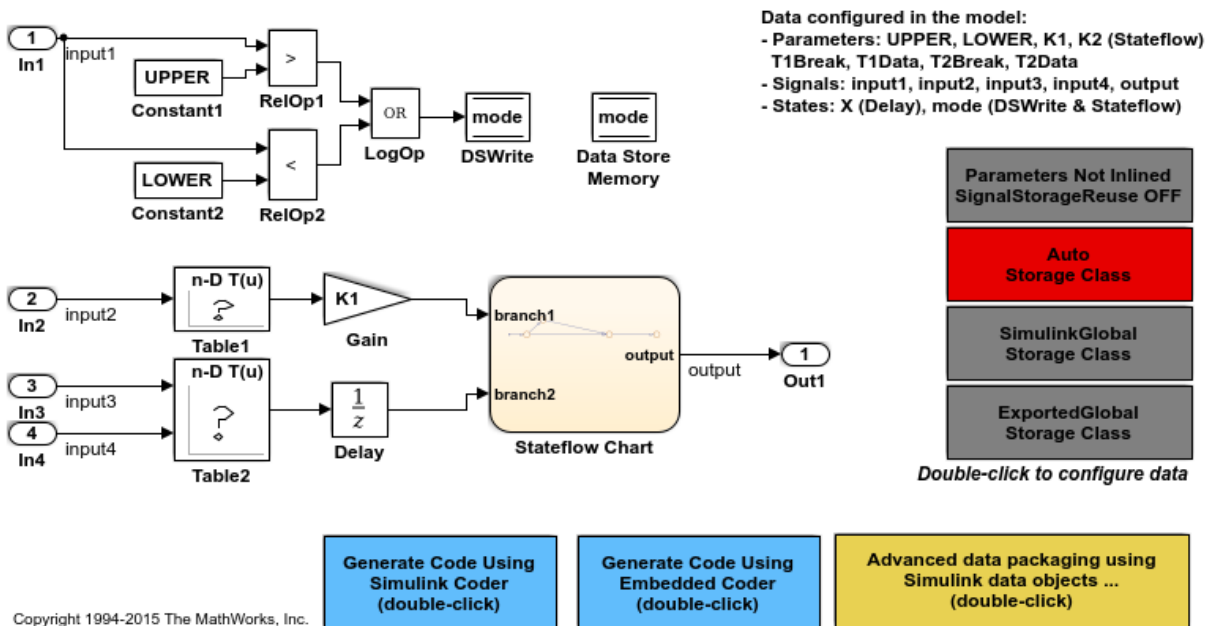 1
In1
input1
UPPER
Constant1
>
RelOp1
LOWER
Constant2
<
RelOp2
OR
LogOp
mode
DSWrite
mode
Data Store
Memory
Data configured in the model:
- Parameters: UPPER, LOWER, K1, K2 (Stateflow)
T1Break, T1Data, T2Break, T2Data
- Signals: input1, input2, input3, input4, output
- States: X (Delay), mode (DSWrite & Stateflow)
Parameters Not Inlined
SignalStorageReuse OFF
Auto
Storage Class
SimulinkGlobal
Storage Class
ExportedGlobal
Storage Class
Double-click to configure data
2
In2
input2
n-D T(u)
?
Table1
K1
Gain
3
In3
input3
4
In4
input4
n-D T(u)
?
Table2
1
z
Delay
branch1
branch2
output
Stateflow Chart
output
1
Out1
Generate Code Using
Simulink Coder
(double-click)
Generate Code Using
Embedded Coder
(double-click)
Advanced data packaging using
Simulink data objects ...
(double-click)
Copyright 1994-2015 The MathWorks, Inc.